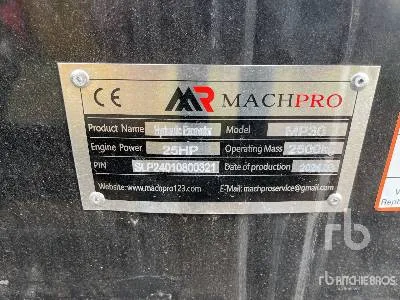 CE MR MACHPRO
Product Name Hydraulic Excavator Model MP30
Engine Power 25HP Operating Mass 2500kg
PIN SLP24010800321 Date of production
Website:www.machpro123.com E-Mail: machproservice@gmail.com
rb
RITCHIE BROS.